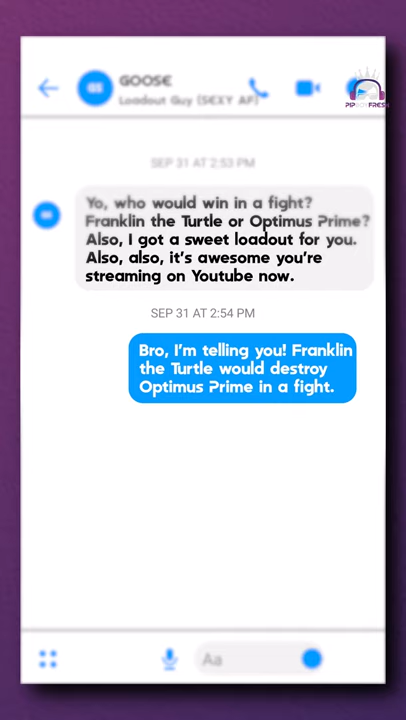 GS
GOOSE
Loadout Guy (SEXY AF)
PIPMYFRESH
SEP 31 AT 2:53 PM
GS
Yo, who would win in a fight?
Franklin the Turtle or Optimus Prime?
Also, I got a sweet loadout for you.
Also, also, it's awesome you're
streaming on Youtube now.
SEP 31 AT 2:54 PM
Bro, I'm telling you! Franklin
the Turtle would destroy
Optimus Prime in a fight.
Aa